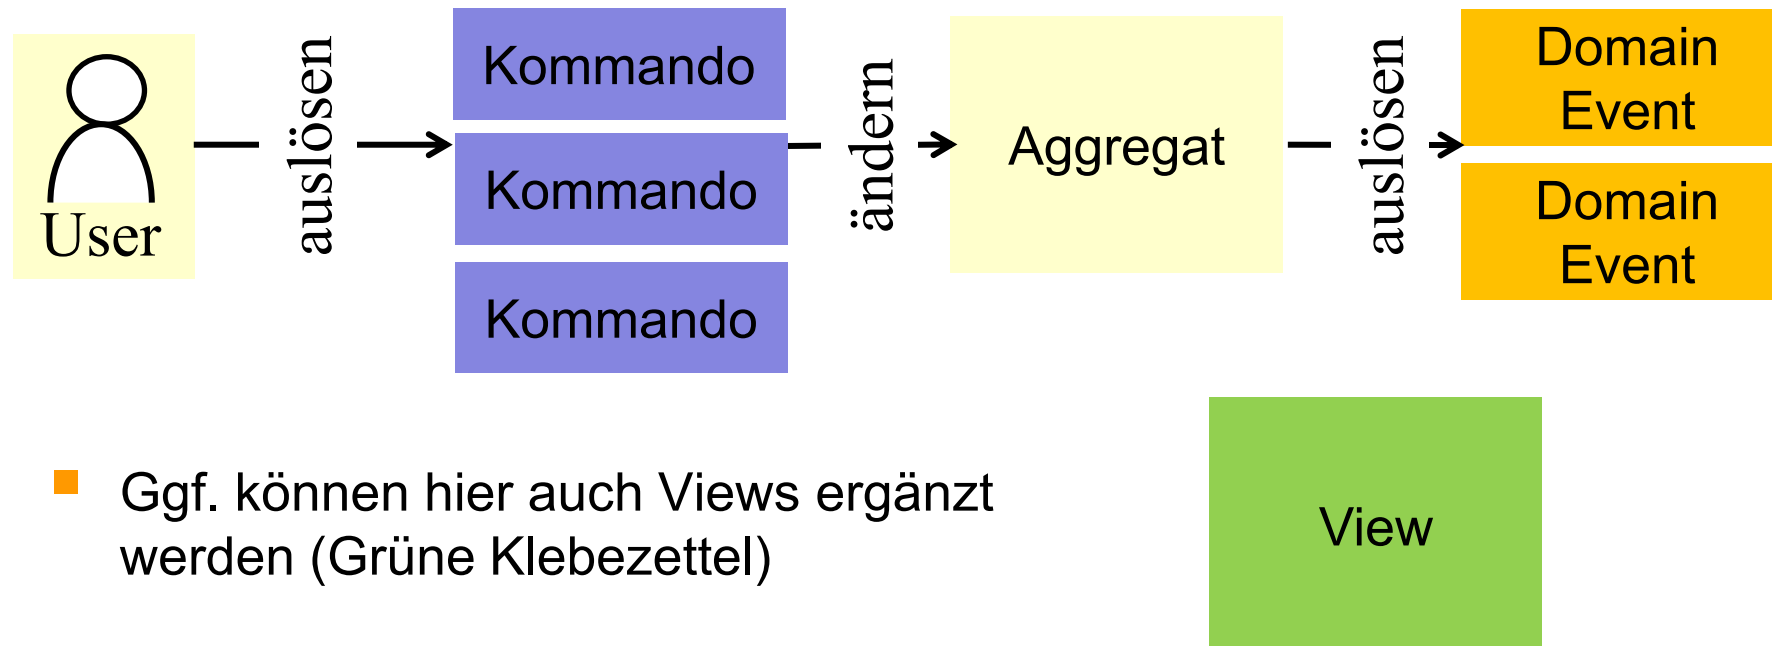 User
auslösen
Kommando
Kommando
Kommando
ändern
Aggregat
auslösen
Domain
Event
Domain
Event
Ggf. können hier auch Views ergänzt
werden (Grüne Klebezettel)
View